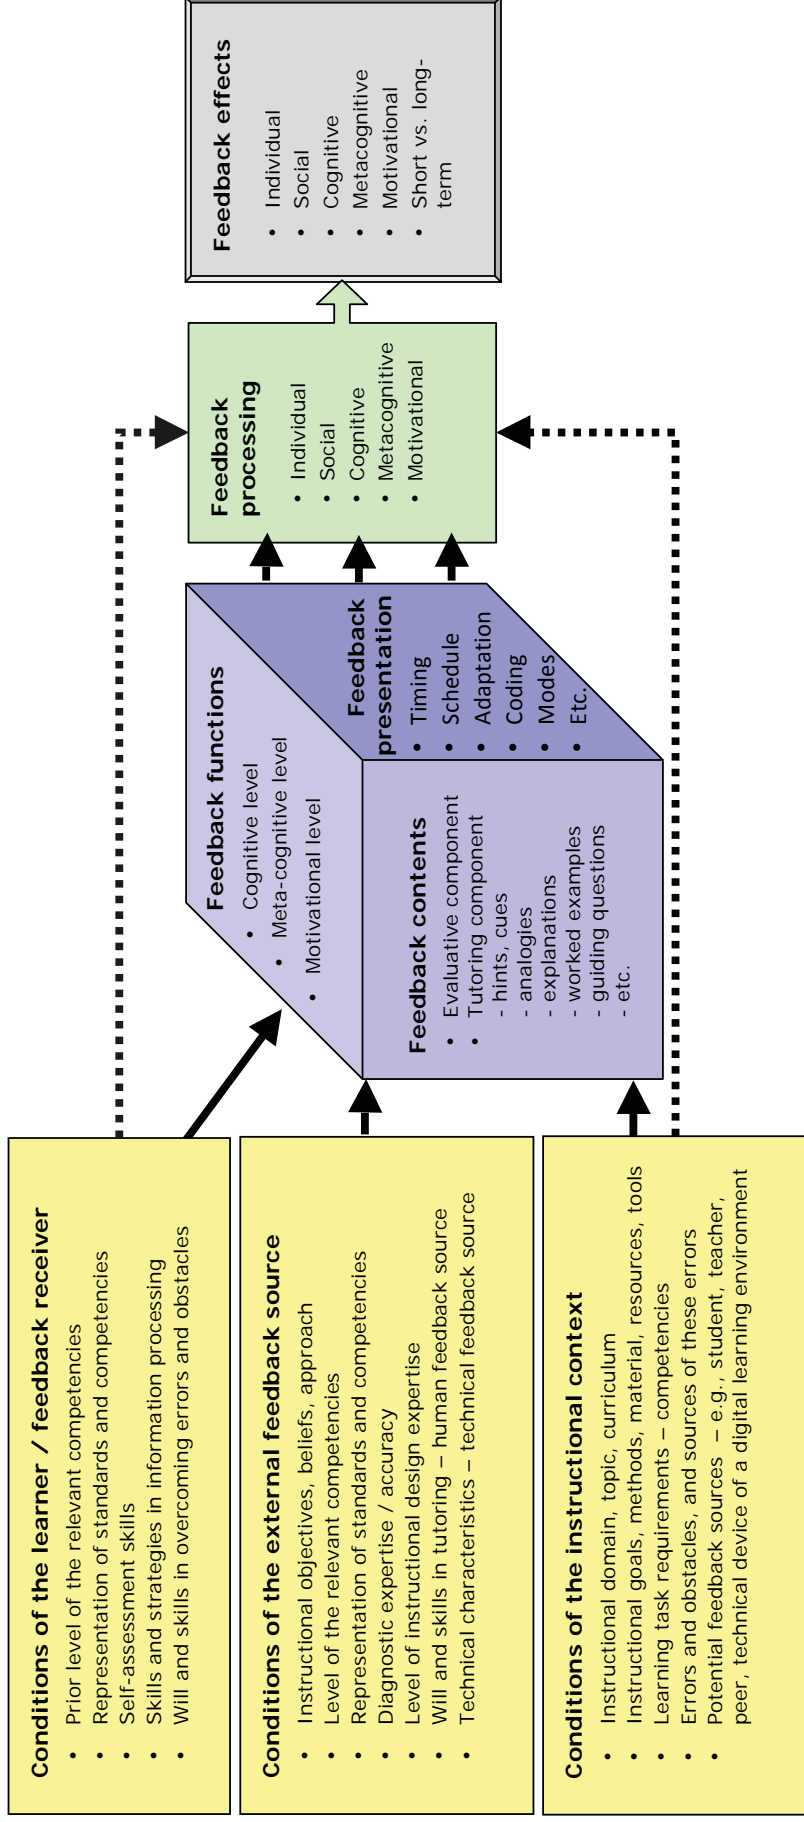 Conditions of the learner / feedback receiver
• Prior level of the relevant competencies
• Representation of standards and competencies
• Self-assessment skills
• Skills and strategies in information processing
• Will and skills in overcoming errors and obstacles
Conditions of the external feedback source
• Instructional objectives, beliefs, approach
• Level of the relevant competencies
• Representation of standards and competencies
• Diagnostic expertise / accuracy
• Level of instructional design expertise
• Will and skills in tutoring – human feedback source
• Technical characteristics – technical feedback source
Conditions of the instructional context
• Instructional domain, topic, curriculum
• Instructional goals, methods, material, resources, tools
• Learning task requirements – competencies
• Errors and obstacles, and sources of these errors
• Potential feedback sources – e.g., student, teacher,
peer, technical device of a digital learning environment
Feedback functions
• Cognitive level
• Meta-cognitive level
• Motivational level
Feedback contents
• Evaluative component
• Tutoring component
- hints, cues
- analogies
- explanations
- worked examples
- guiding questions
- etc.
Feedback
presentation
• Timing
• Schedule
• Adaptation
• Coding
• Modes
• Etc.
Feedback
processing
• Individual
• Social
• Cognitive
• Metacognitive
• Motivational
Feedback effects
• Individual
• Social
• Cognitive
• Metacognitive
• Motivational
• Short vs. long-
term